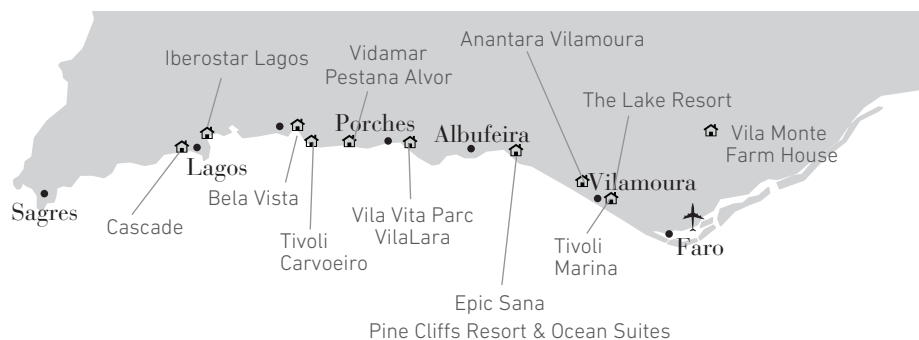 Anantara Vilamoura
Iberostar Lagos
Vidamar
Pestana Alvor
The Lake Resort
Porches
Albufeira
Vila Monte
Farm House
Lagos
Vilamoura
Bela Vista
Sagres
Cascade
Vila Vita Parc
VilaLara
Tivoli
Carvoeiro
Tivoli
Marina
Faro
Epic Sana
Pine Cliffs Resort & Ocean Suites